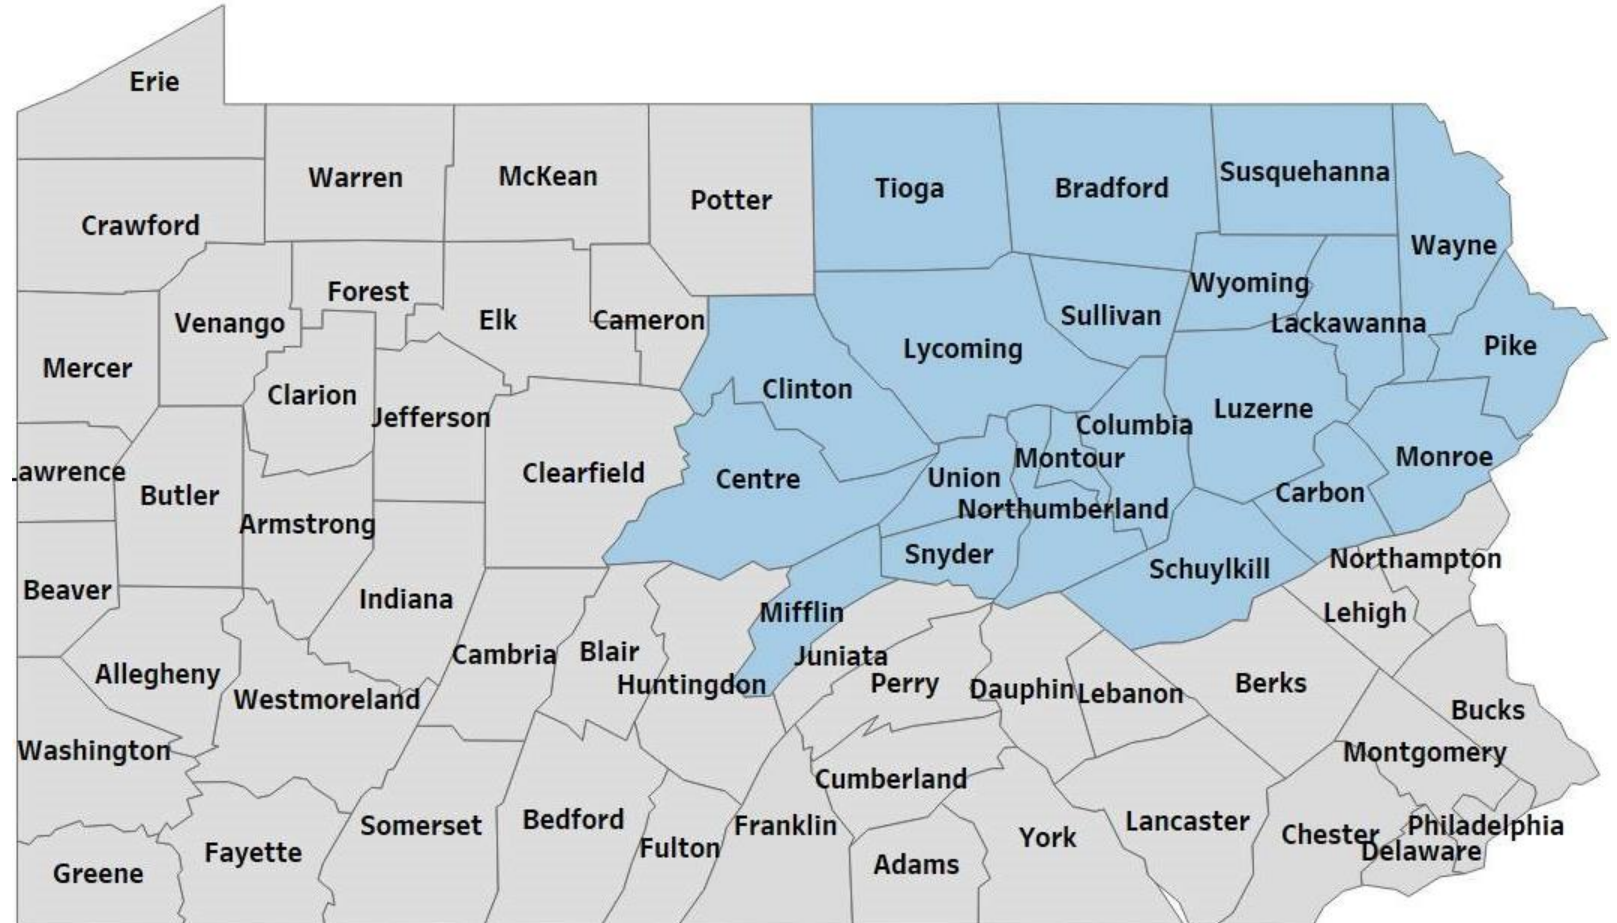 Erie
Warren
McKean
Potter
Tioga
Bradford
Susquehanna
Crawford
Wayne
Forest
Wyoming
Venango
Elk
Cameron
Sullivan
Lackawanna
Mercer
Lycoming
Pike
Clarion
Clinton
Jefferson
Luzerne
Columbia
awrence
Clearfield
Centre
Union
Montour
Monroe
Butler
Carbon
Armstrong
Northumberland
Beaver
Snyder
Schuylkill
Northampton
Indiana
Mifflin
Lehigh
Allegheny
Cambria
Blair
Juniata
Huntingdon
Perry
Dauphin
Lebanon
Berks
Westmoreland
Bucks
Washington
Montgomery
Cumberland
Somerset
Bedford
Franklin
Lancaster
Philadelphia
Greene
Fayette
Fulton
Adams
York
Chester
Delaware